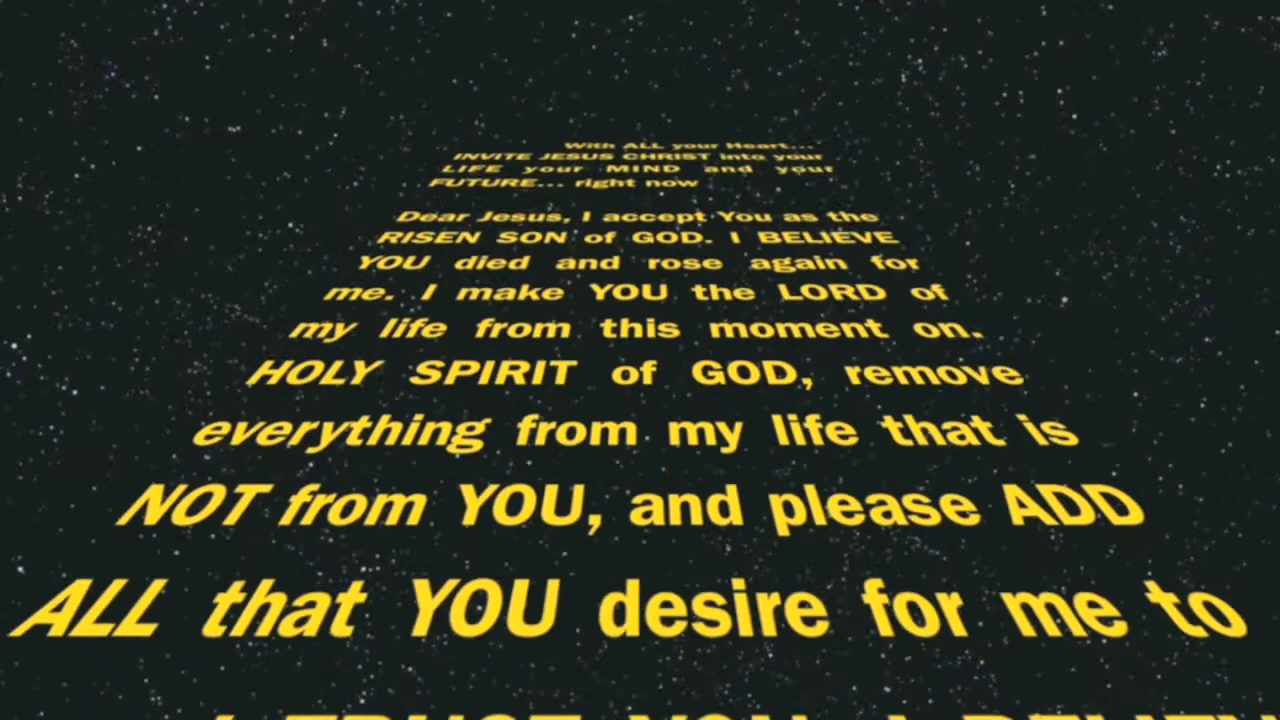 With ALL your Heart...
INVITE JESUS CHRIST into your
LIFE your MIND and your
FUTURE... right now
Dear Jesus, I accept You as the
RISEN SON of GOD. I BELIEVE
YOU died and rose again for
me. I make YOU the LORD of
my life from this moment on.
HOLY SPIRIT of GOD, remove
everything from my life that is
NOT from YOU, and please ADD
ALL that YOU desire for me to
I TRUST YOU. I BELIEV